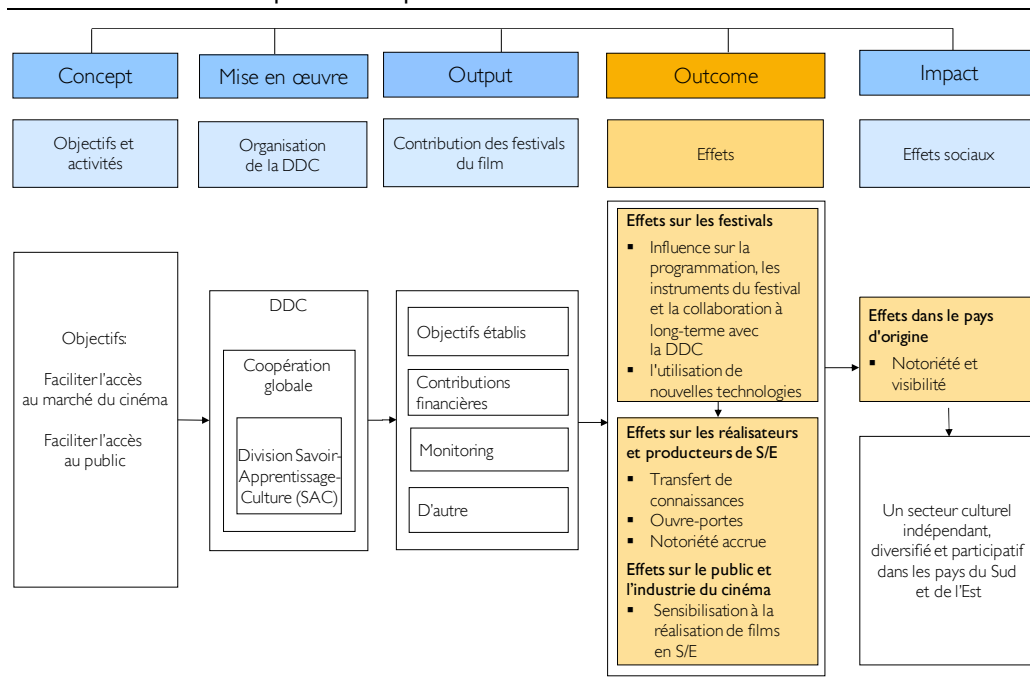 Concept
Mise en œuvre
Output
Outcome
Impact
Objectifs et
activités
Organisation
de la DDC
Contribution des festivals
du film
Effets
Effets sociaux
Objectifs:
Faciliter l'accès
au marché du cinéma
Faciliter l'accès
au public
DDC
Coopération
globale
Division Savoir-
Apprentissage-
Culture (SAC)
Objectifs établis
Contributions
financières
Monitoring
D'autre
Effets sur les festivals
▪ Influence sur la
programmation, les
instruments du festival
et la collaboration à
long-terme avec
la DDC
▪ l'utilisation de
nouvelles technologies
Effets sur les réalisateurs
et producteurs de S/E
▪ Transfert de
connaissances
▪ Ouvre-portes
▪ Notoriété accrue
Effets sur le public et
l'industrie du cinéma
▪ Sensibilisation à la
réalisation de films
en S/E
Effets dans le pays
d'origine
▪ Notoriété et
visibilité
Un secteur culturel
indépendant,
diversifié et participatif
dans les pays du Sud
et de l'Est